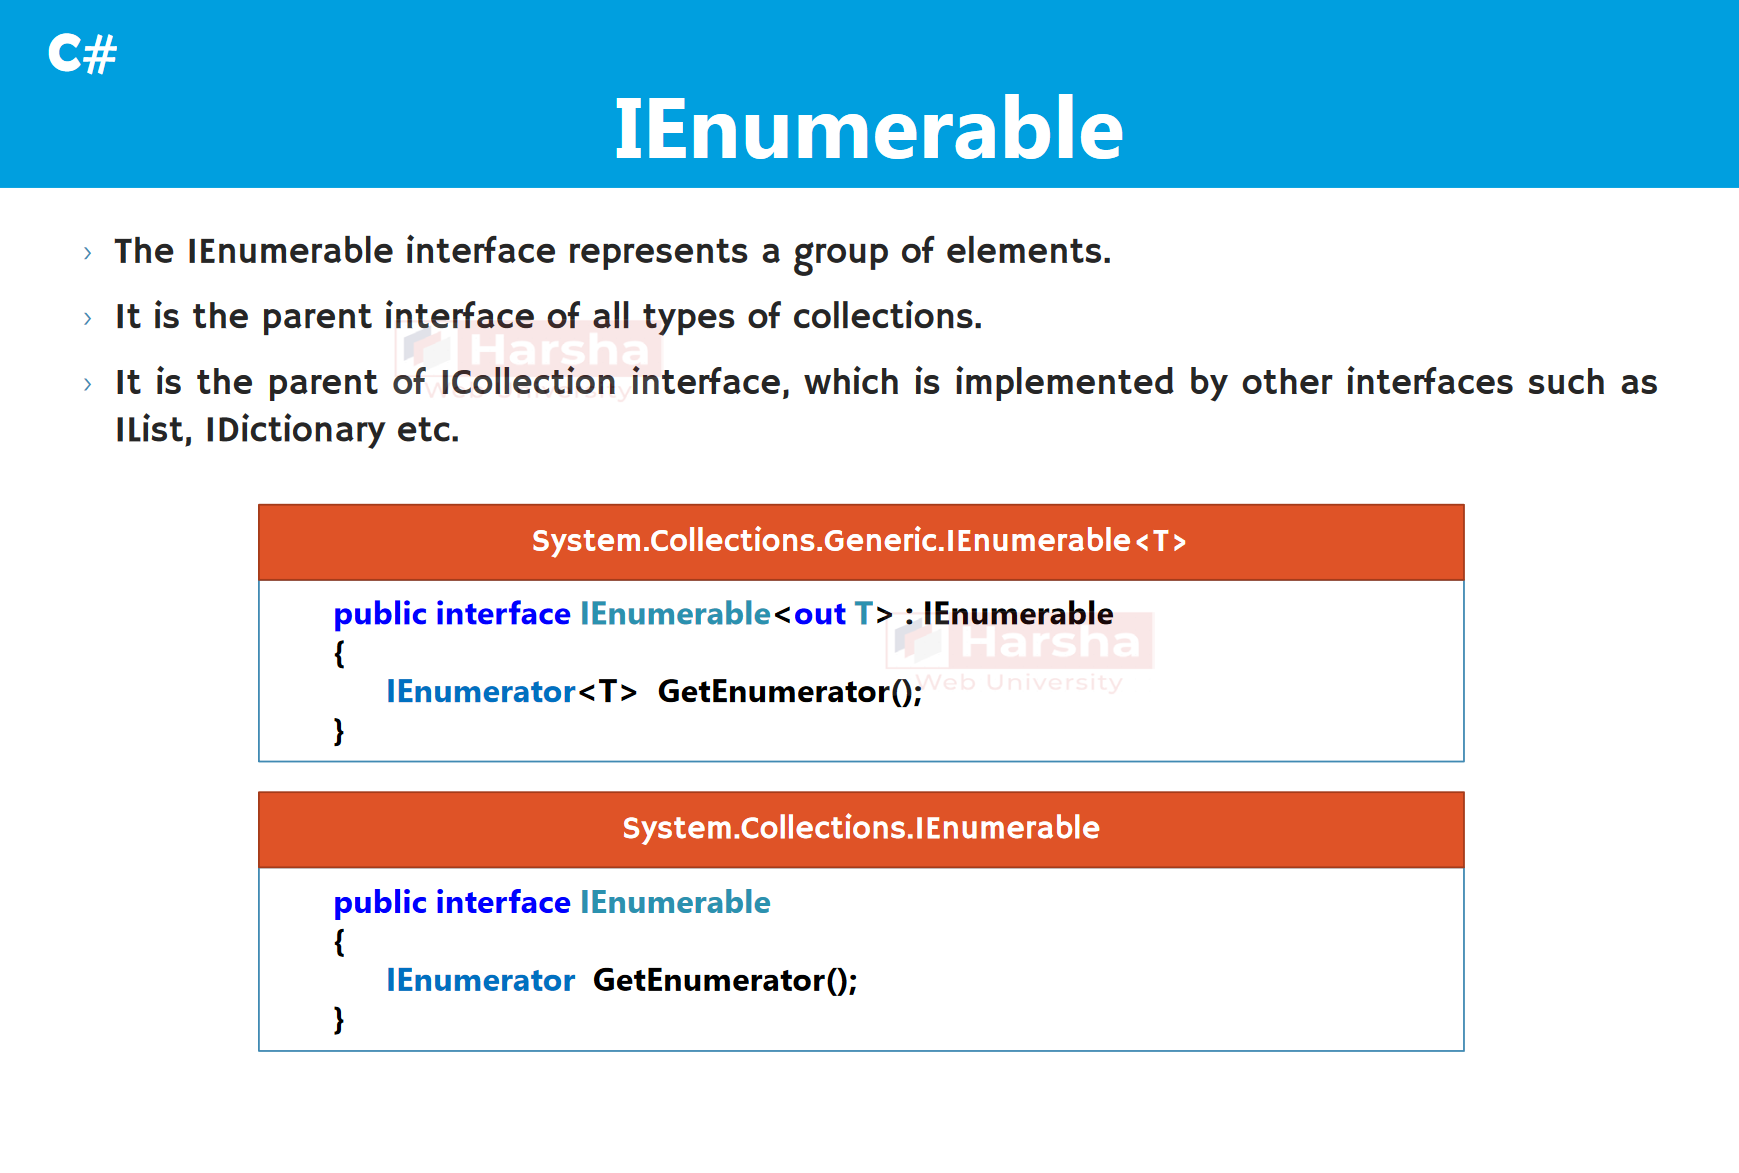 C#
IEnumerable
› The IEnumerable interface represents a group of elements.
› It is the parent interface of all types of collections.
› It is the parent of ICollection interface, which is implemented by other interfaces such as
IList, IDictionary etc.
Harsha
Web University
System.Collections.Generic.IEnumerable<T>
public interface IEnumerable<out T> : IEnumerable
{
IEnumerator<T> GetEnumerator();
}
Harsha
Web University
System.Collections.IEnumerable
public interface IEnumerable
{
IEnumerator GetEnumerator();
}